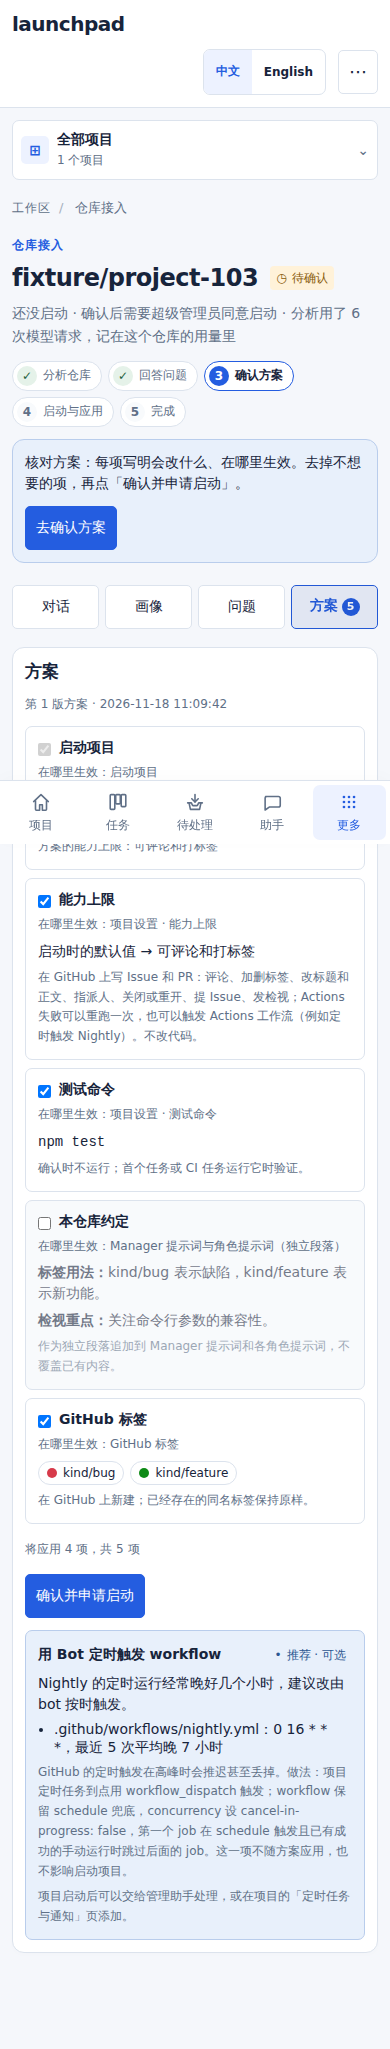 launchpad
中文 English ⋯
全部项目
1 个项目
工作区 / 仓库接入
仓库接入
fixture/project-103 待确认
还没启动 · 确认后需要超级管理员同意启动 · 分析用了 6
次模型请求，记在这个仓库的用量里
✓ 分析仓库 ✓ 回答问题 3 确认方案
4 启动与应用 5 完成
核对方案：每项写明会改什么、在哪里生效。去掉不想
要的项，再点「确认并申请启动」。
去确认方案
对话 画像 问题 方案 5
方案
第 1 版方案 · 2026-11-18 11:09:42
启动项目
在哪里生效：启动项目
项目 任务 待处理 助手 更多
方案的能力上限：可评论和打标签
能力上限
在哪里生效：项目设置 · 能力上限
启动时的默认值 → 可评论和打标签
在 GitHub 上写 Issue 和 PR：评论、加删标签、改标题和
正文、指派人、关闭或重开、提 Issue、发检视；Actions
失败可以重跑一次，也可以触发 Actions 工作流（例如定
时触发 Nightly）。不改代码。
测试命令
在哪里生效：项目设置 · 测试命令
npm test
确认时不运行；首个任务或 CI 任务运行它时验证。
本仓库约定
在哪里生效：Manager 提示词与角色提示词（独立段落）
标签用法：kind/bug 表示缺陷，kind/feature 表
示新功能。
检视重点：关注命令行参数的兼容性。
作为独立段落追加到 Manager 提示词和各角色提示词，不
覆盖已有内容。
GitHub 标签
在哪里生效：GitHub 标签
kind/bug kind/feature
在 GitHub 上新建；已经存在的同名标签保持原样。
将应用 4 项，共 5 项
确认并申请启动
用 Bot 定时触发 workflow • 推荐 · 可选
Nightly 的定时运行经常晚好几个小时，建议改由
bot 按时触发。
• .github/workflows/nightly.yml：0 16 * *
*，最近 5 次平均晚 7 小时
GitHub 的定时触发在高峰时会推迟甚至丢掉。做法：项目
定时任务到点用 workflow_dispatch 触发；workflow 保
留 schedule 兜底，concurrency 设 cancel-in-
progress: false，第一个 job 在 schedule 触发且已有成
功的手动运行时跳过后面的 job。这一项不随方案应用，也
不影响启动项目。
项目启动后可以交给管理助手处理，或在项目的「定时任务
与通知」页添加。